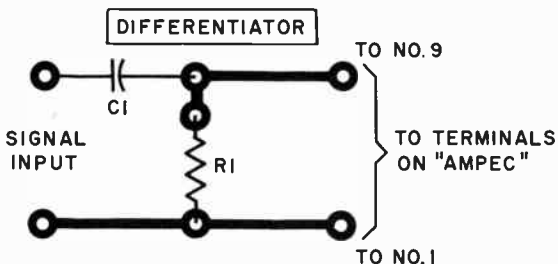 DIFFERENTIATOR
TO NO. 9
C1
SIGNAL
INPUT
R1
TO TERMINALS
ON "AMPEC"
TO NO. 1